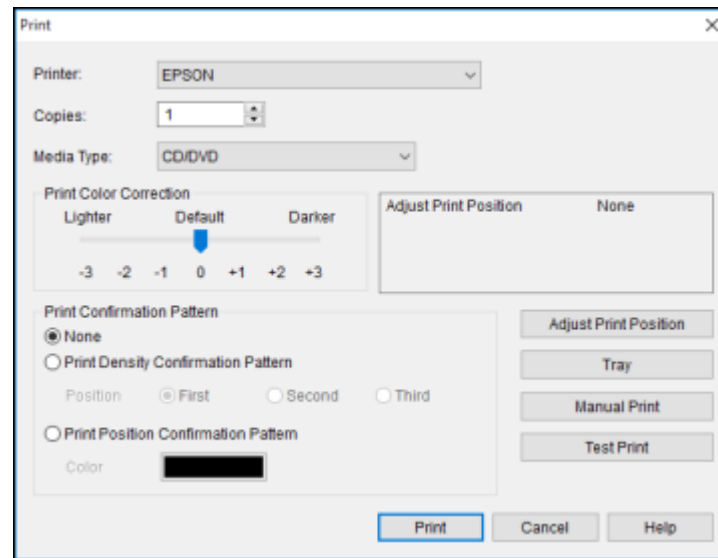 Print
Printer: EPSON
Copies: 1
Media Type: CD/DVD
Print Color Correction
Lighter Default Darker
-3 -2 -1 0 +1 +2 +3
Adjust Print Position None
Print Confirmation Pattern
None
Print Density Confirmation Pattern
Position First Second Third
Print Position Confirmation Pattern
Color
Adjust Print Position
Tray
Manual Print
Test Print
Print Cancel Help